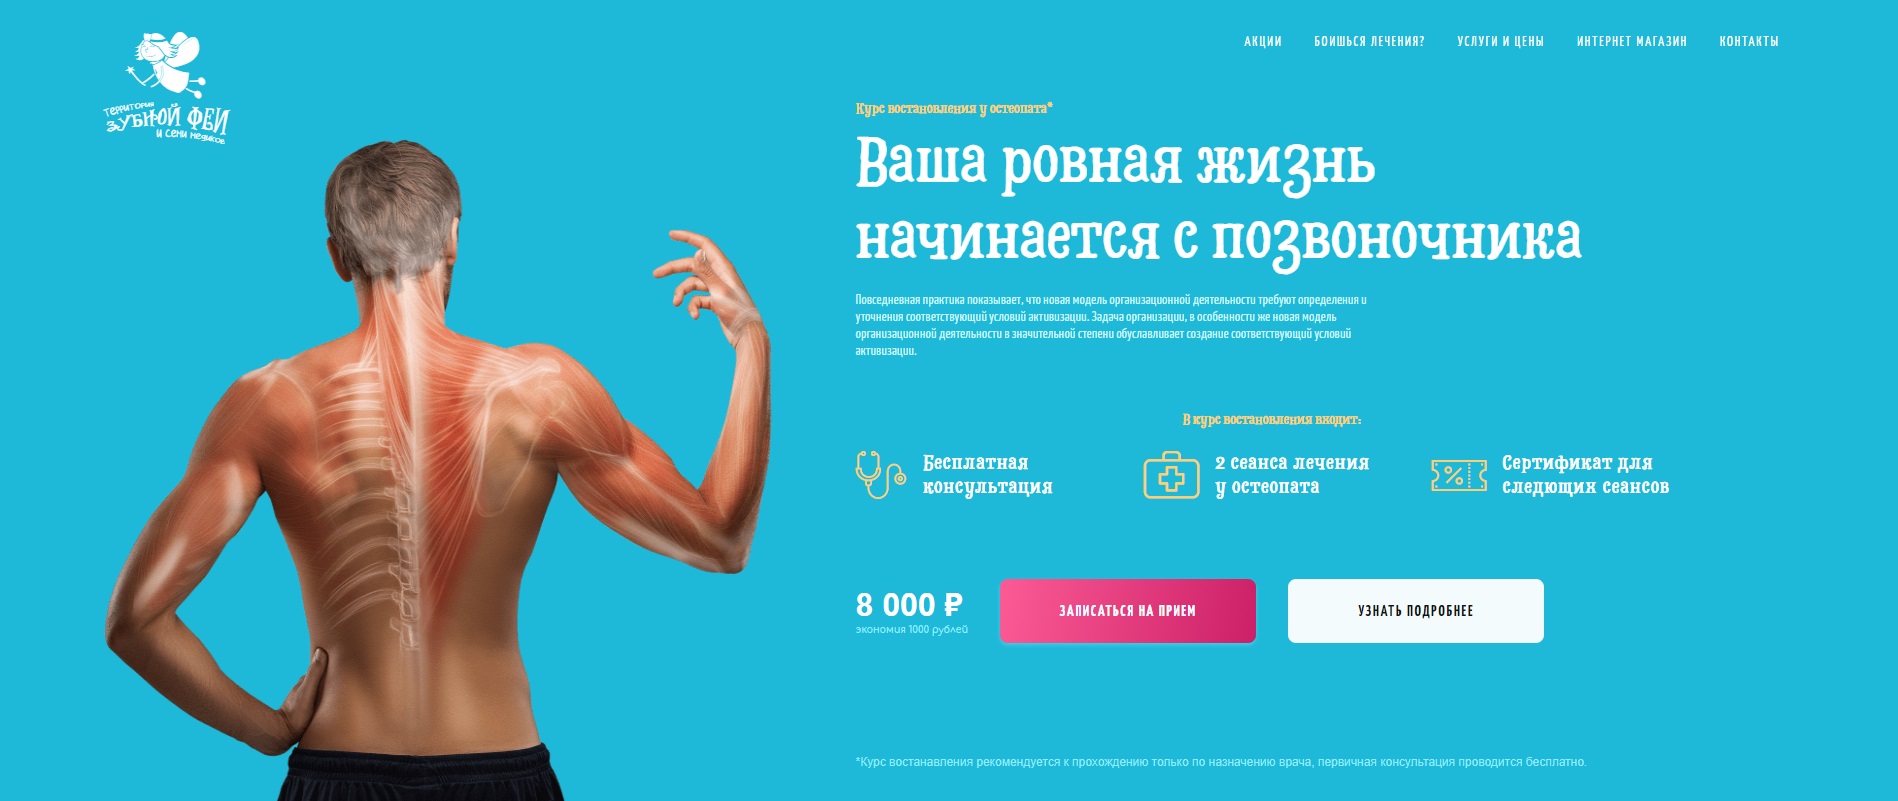 территория
ЗУБНОЙ ФЕИ
и семи медиков
АКЦИИ
БОИШЬСЯ ЛЕЧЕНИЯ?
УСЛУГИ И ЦЕНЫ
ИНТЕРНЕТ МАГАЗИН
КОНТАКТЫ
Курс востановления у остеопата*
Ваша ровная жизнь
начинается с позвоночника
Повседневная практика показывает, что новая модель организационной деятельности требуют определения и
уточнения соответствующий условий активизации. Задача организации, в особенности же новая модель
организационной деятельности в значительной степени обуславливает создание соответствующий условий
активизации.
В курс востановления входит:
Бесплатная
консультация
2 сеанса лечения
у остеопата
Сертификат для
следющих сеансов
8 000 ₽
экономия 1000 рублей
ЗАПИСАТЬСЯ НА ПРИЕМ
УЗНАТЬ ПОДРОБНЕЕ
*Курс востанавления рекомендуется к прохождению только по назначению врача, первичная консультация проводится бесплатно.